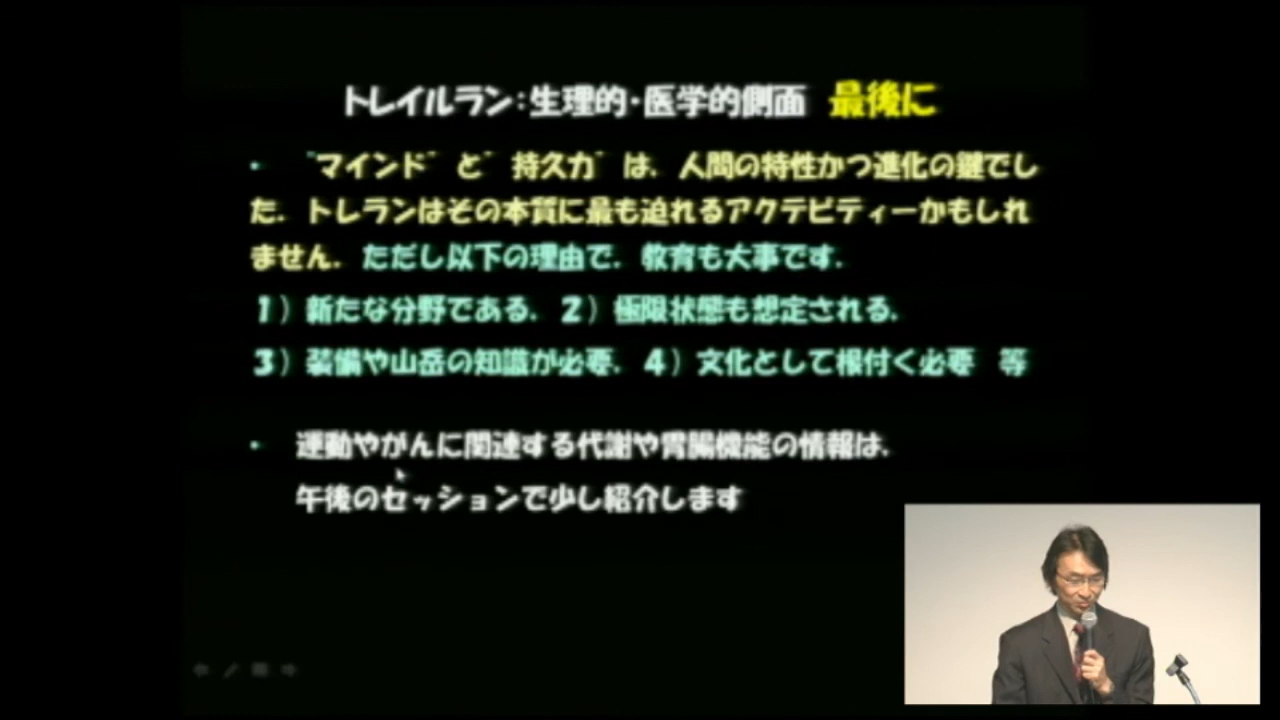 トレイルラン:生理的・医学的側面 最後に
・ “マインド” と” 持久力” は、人間の特性かつ進化の鍵でし
た. トレランはその本質に最も迫れるアクテビティーかもしれ
ません. ただし以下の理由で、教育も大事です.
1)新たな分野である. 2)極限状態も想定される.
3)装備や山岳の知識が必要. 4)文化として根付く必要 等
・ 運動やがんに関連する代謝や胃腸機能の情報は、
午後のセッションで少し紹介します